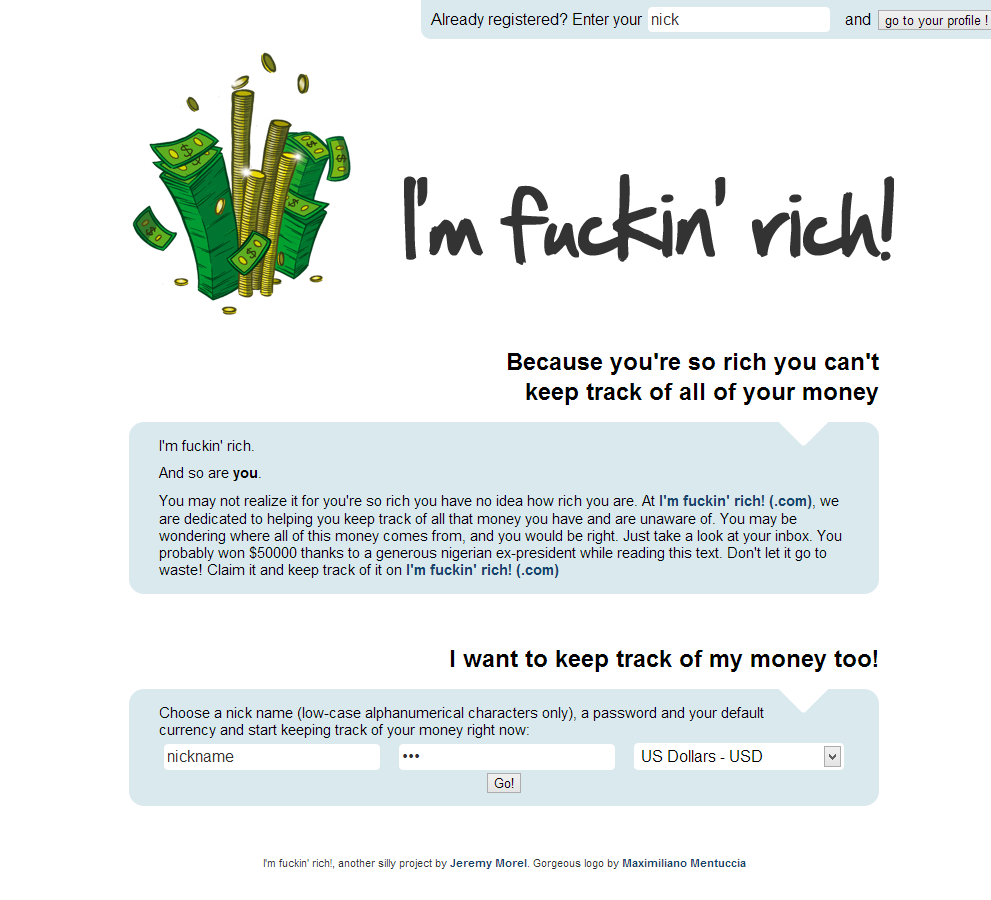 Already registered? Enter your nick and go to your profile !
I'm fuckin' rich!
Because you're so rich you can't
keep track of all of your money
I'm fuckin' rich.
And so are you.
You may not realize it for you're so rich you have no idea how rich you are. At I'm fuckin' rich! (.com), we
are dedicated to helping you keep track of all that money you have and are unaware of. You may be
wondering where all of this money comes from, and you would be right. Just take a look at your inbox. You
probably won $50000 thanks to a generous nigerian ex-president while reading this text. Don't let it go to
waste! Claim it and keep track of it on I'm fuckin' rich! (.com)
I want to keep track of my money too!
Choose a nick name (low-case alphanumerical characters only), a password and your default
currency and start keeping track of your money right now:
nickname ••• US Dollars - USD
Go!
I'm fuckin' rich!, another silly project by Jeremy Morel. Gorgeous logo by Maximiliano Mentuccia